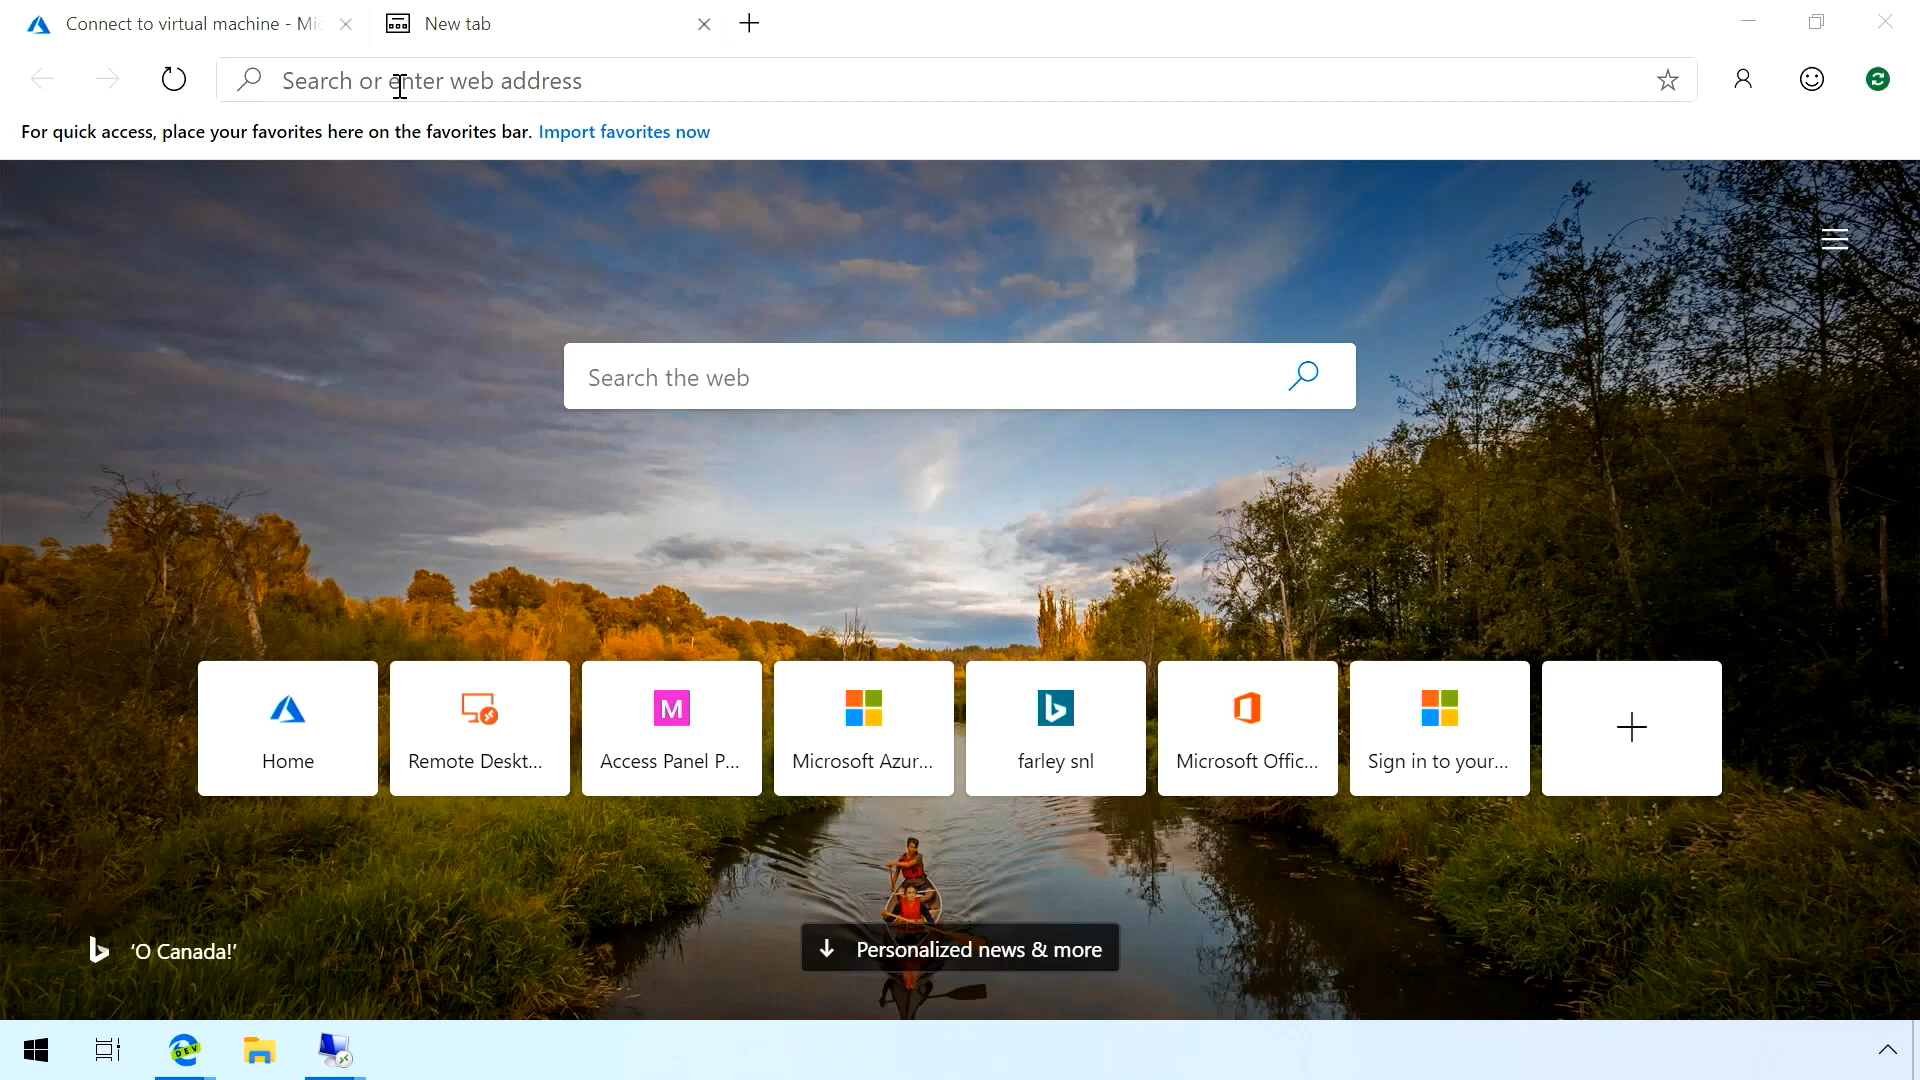 Connect to virtual machine - Mic
New tab
Search or enter web address
For quick access, place your favorites here on the favorites bar. Import favorites now
Search the web
Home
Remote Deskt...
M
Access Panel P...
Microsoft Azur...
farley snl
Microsoft Offic...
Sign in to your...
'O Canada!'
Personalized news & more
DEV